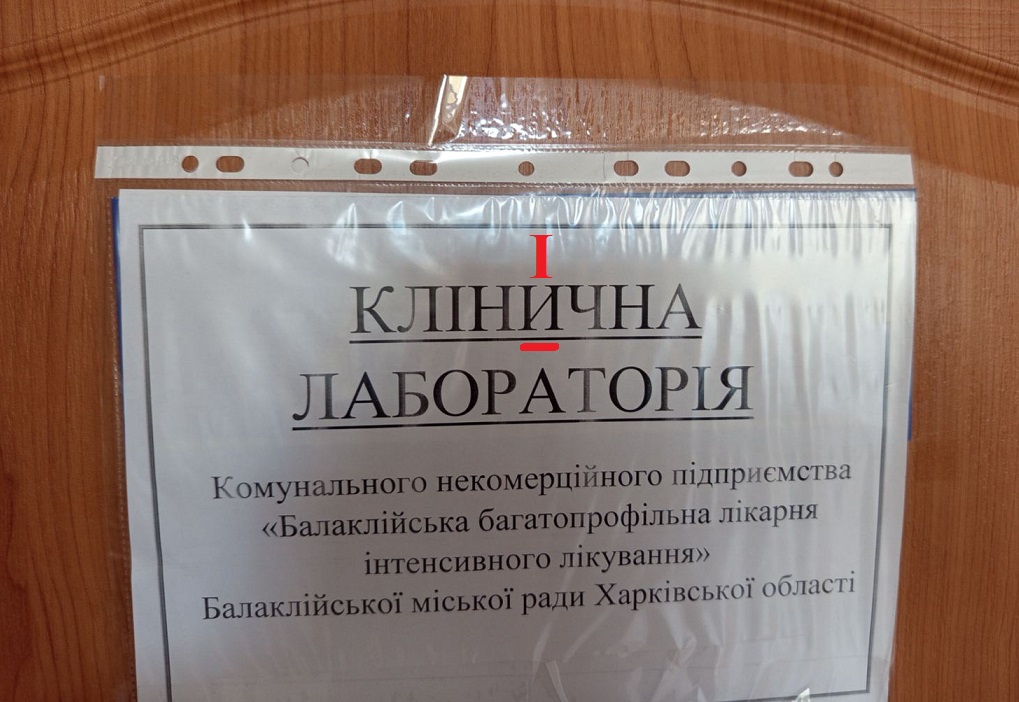 І
КЛІНИЧНА
ЛАБОРАТОРІЯ
Комунального некомерційного підприємства
«Балаклійська багатопрофільна лікарня
інтенсивного лікування»
Балаклійської міської ради Харківської області